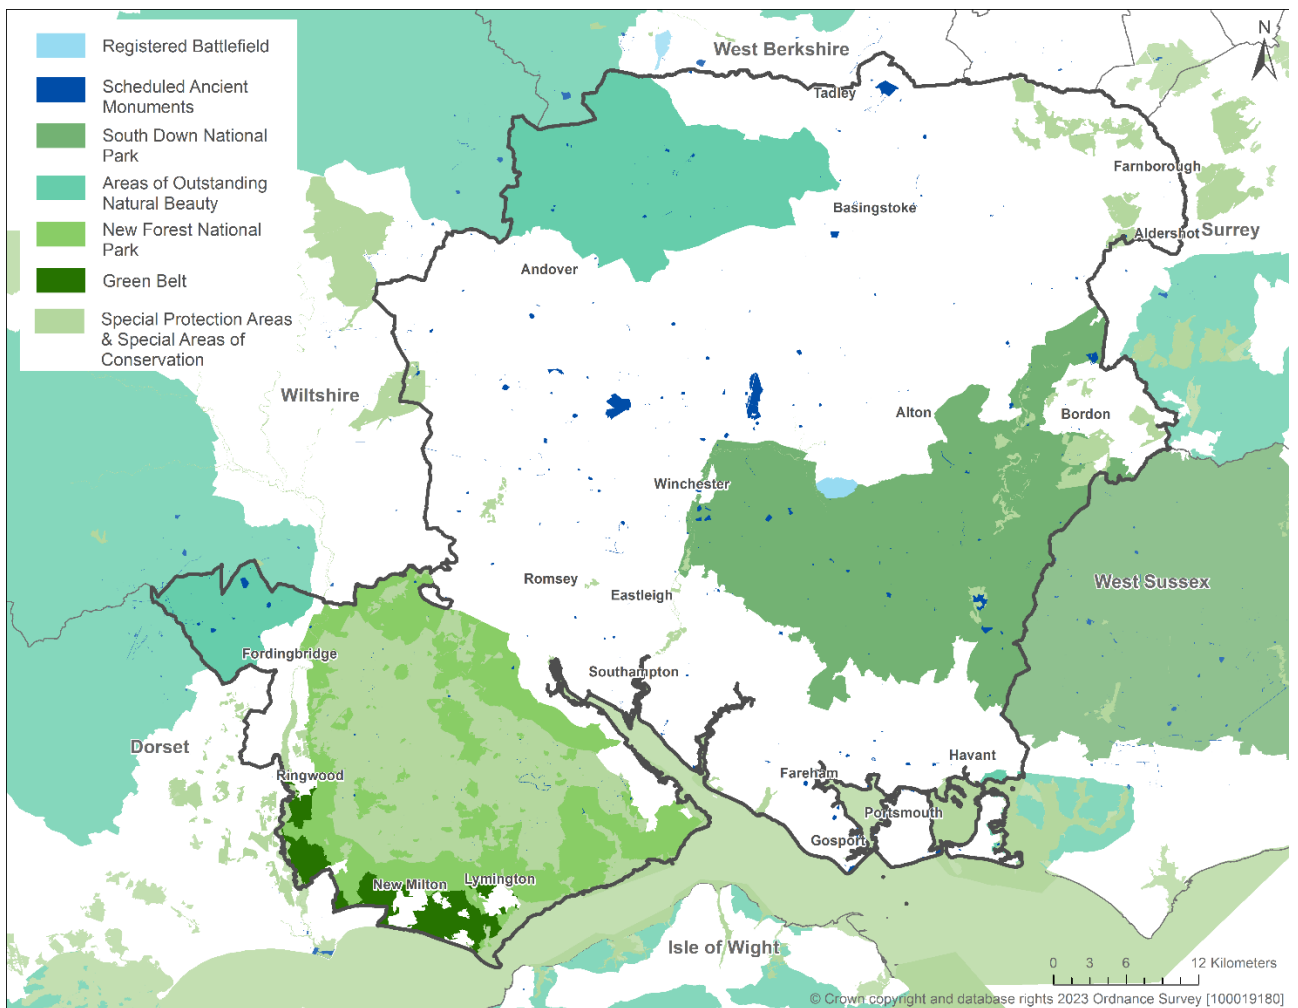 Registered Battlefield
Scheduled Ancient
Monuments
South Down National
Park
Areas of Outstanding
Natural Beauty
New Forest National
Park
Green Belt
Special Protection Areas
& Special Areas of
Conservation
N
West Berkshire
Tadley
Farnborough
Basingstoke
Aldershot
Surrey
Andover
Wiltshire
Alton
Bordon
Winchester
Romsey
Eastleigh
West Sussex
Fordingbridge
Southampton
Dorset
Ringwood
Havant
Fareham
Portsmouth
Gosport
New Milton
Lymington
Isle of Wight
0 3 6 12 Kilometers
© Crown copyright and database rights 2023 Ordnance Survey [100019180]